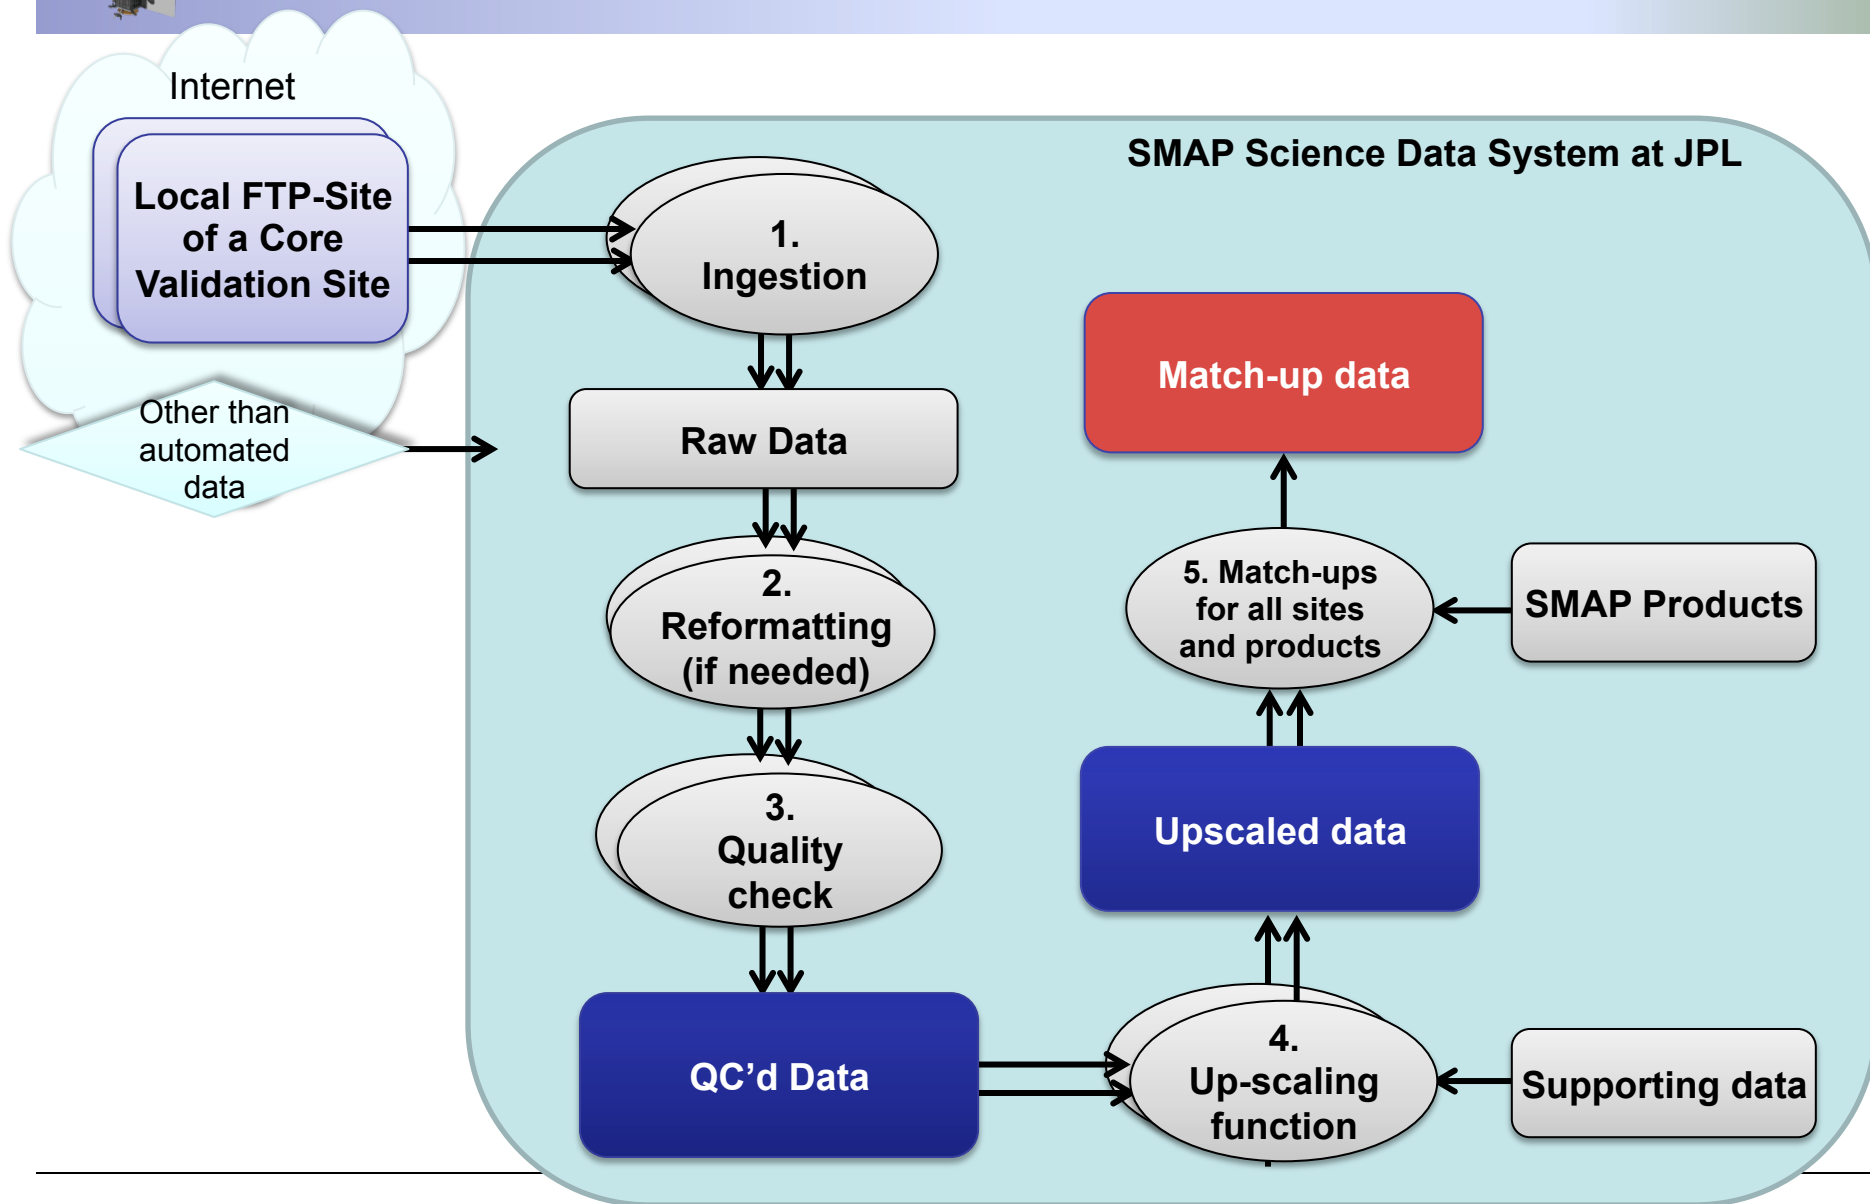 Internet
Local FTP-Site
of a Core
Validation Site
Other than
automated
data
SMAP Science Data System at JPL
1.
Ingestion
Raw Data
2.
Reformatting
(if needed)
3.
Quality
check
QC’d Data
4.
Up-scaling
function
Supporting data
Upscaled data
5. Match-ups
for all sites
and products
SMAP Products
Match-up data